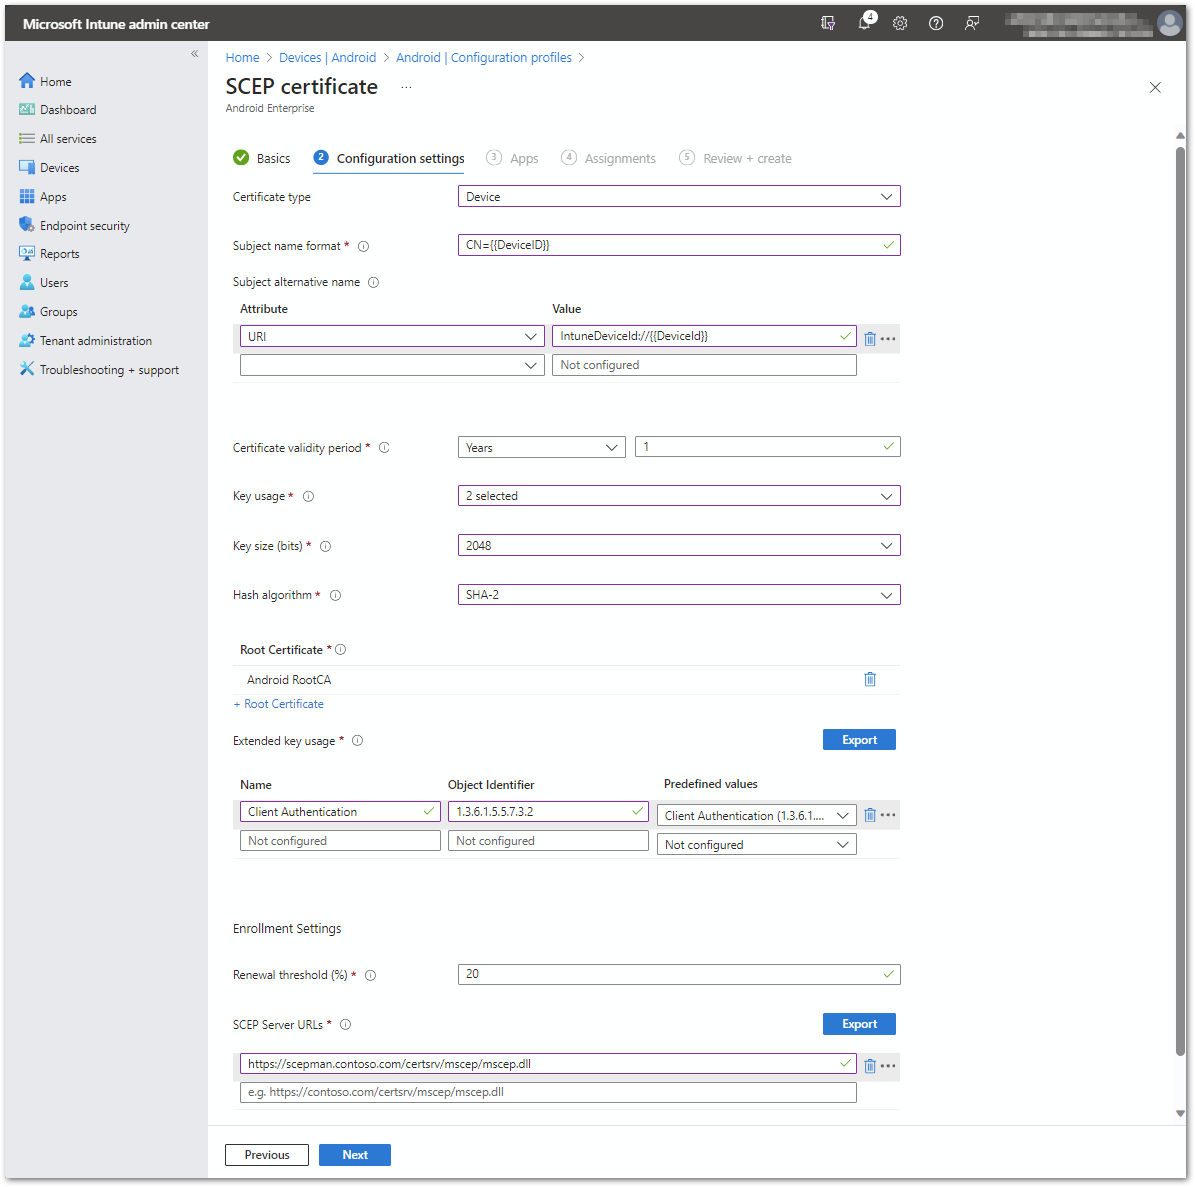 Microsoft Intune admin center
4
«
Home
Dashboard
All services
Devices
Apps
Endpoint security
Reports
Users
Groups
Tenant administration
Troubleshooting + support
Home > Devices | Android > Android | Configuration profiles >
SCEP certificate ...
Android Enterprise
Basics 2 Configuration settings 3 Apps 4 Assignments 5 Review + create
Certificate type Device
Subject name format * CN={{DeviceID}}
Subject alternative name
Attribute Value
URI IntuneDeviceId://{{DeviceId}}
Not configured
Certificate validity period * Years 1
Key usage * 2 selected
Key size (bits) * 2048
Hash algorithm * SHA-2
Root Certificate *
Android RootCA
+ Root Certificate
Extended key usage * Export
Name Object Identifier Predefined values
Client Authentication 1.3.6.1.5.5.7.3.2 Client Authentication (1.3.6.1....
Not configured Not configured Not configured
Enrollment Settings
Renewal threshold (%) * 20
SCEP Server URLs * Export
https://scepman.contoso.com/certsrv/mscep/mscep.dll
e.g. https://contoso.com/certsrv/mscep/mscep.dll
Previous Next